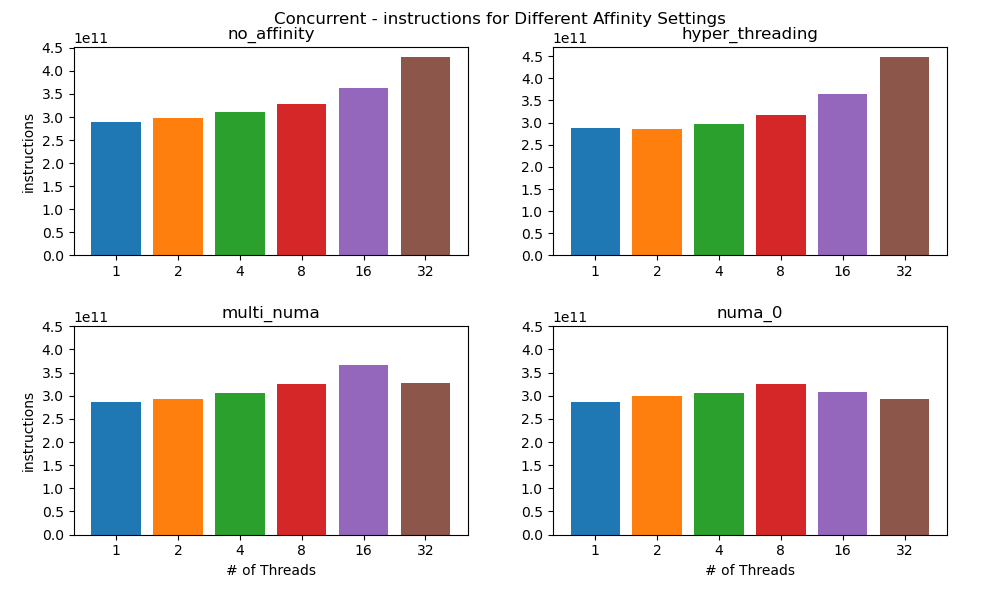 Concurrent - instructions for Different Affinity Settings
no_affinity
1e11
4.5
4.0
3.5
3.0
2.5
2.0
1.5
1.0
0.5
0.0
instructions
1 2 4 8 16 32
hyper_threading
1e11
4.5
4.0
3.5
3.0
2.5
2.0
1.5
1.0
0.5
0.0
1 2 4 8 16 32
multi_numa
1e11
4.5
4.0
3.5
3.0
2.5
2.0
1.5
1.0
0.5
0.0
instructions
1 2 4 8 16 32
# of Threads
numa_0
1e11
4.5
4.0
3.5
3.0
2.5
2.0
1.5
1.0
0.5
0.0
1 2 4 8 16 32
# of Threads